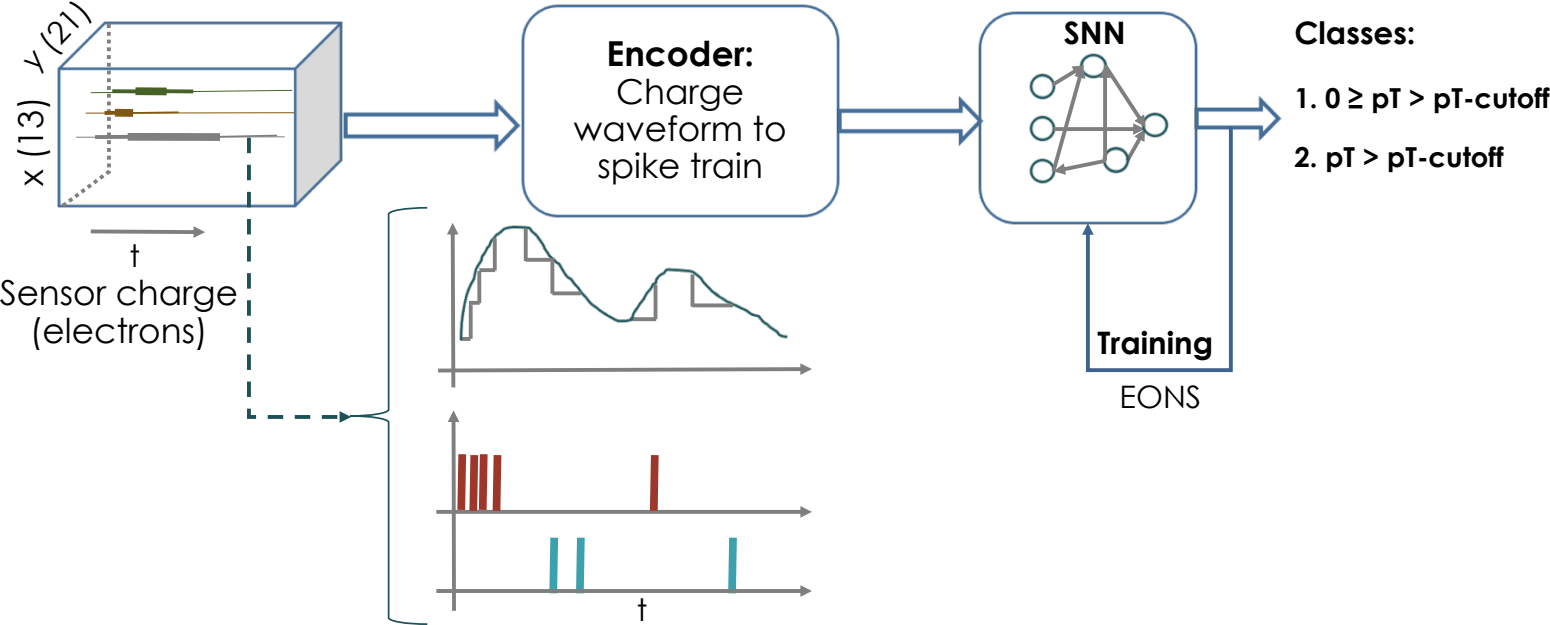 y (21)
x (13)
t
Sensor charge
(electrons)
Encoder:
Charge
waveform to
spike train
t
SNN
Training
EONS
Classes:
1. 0 ≥ pT > pT-cutoff
2. pT > pT-cutoff